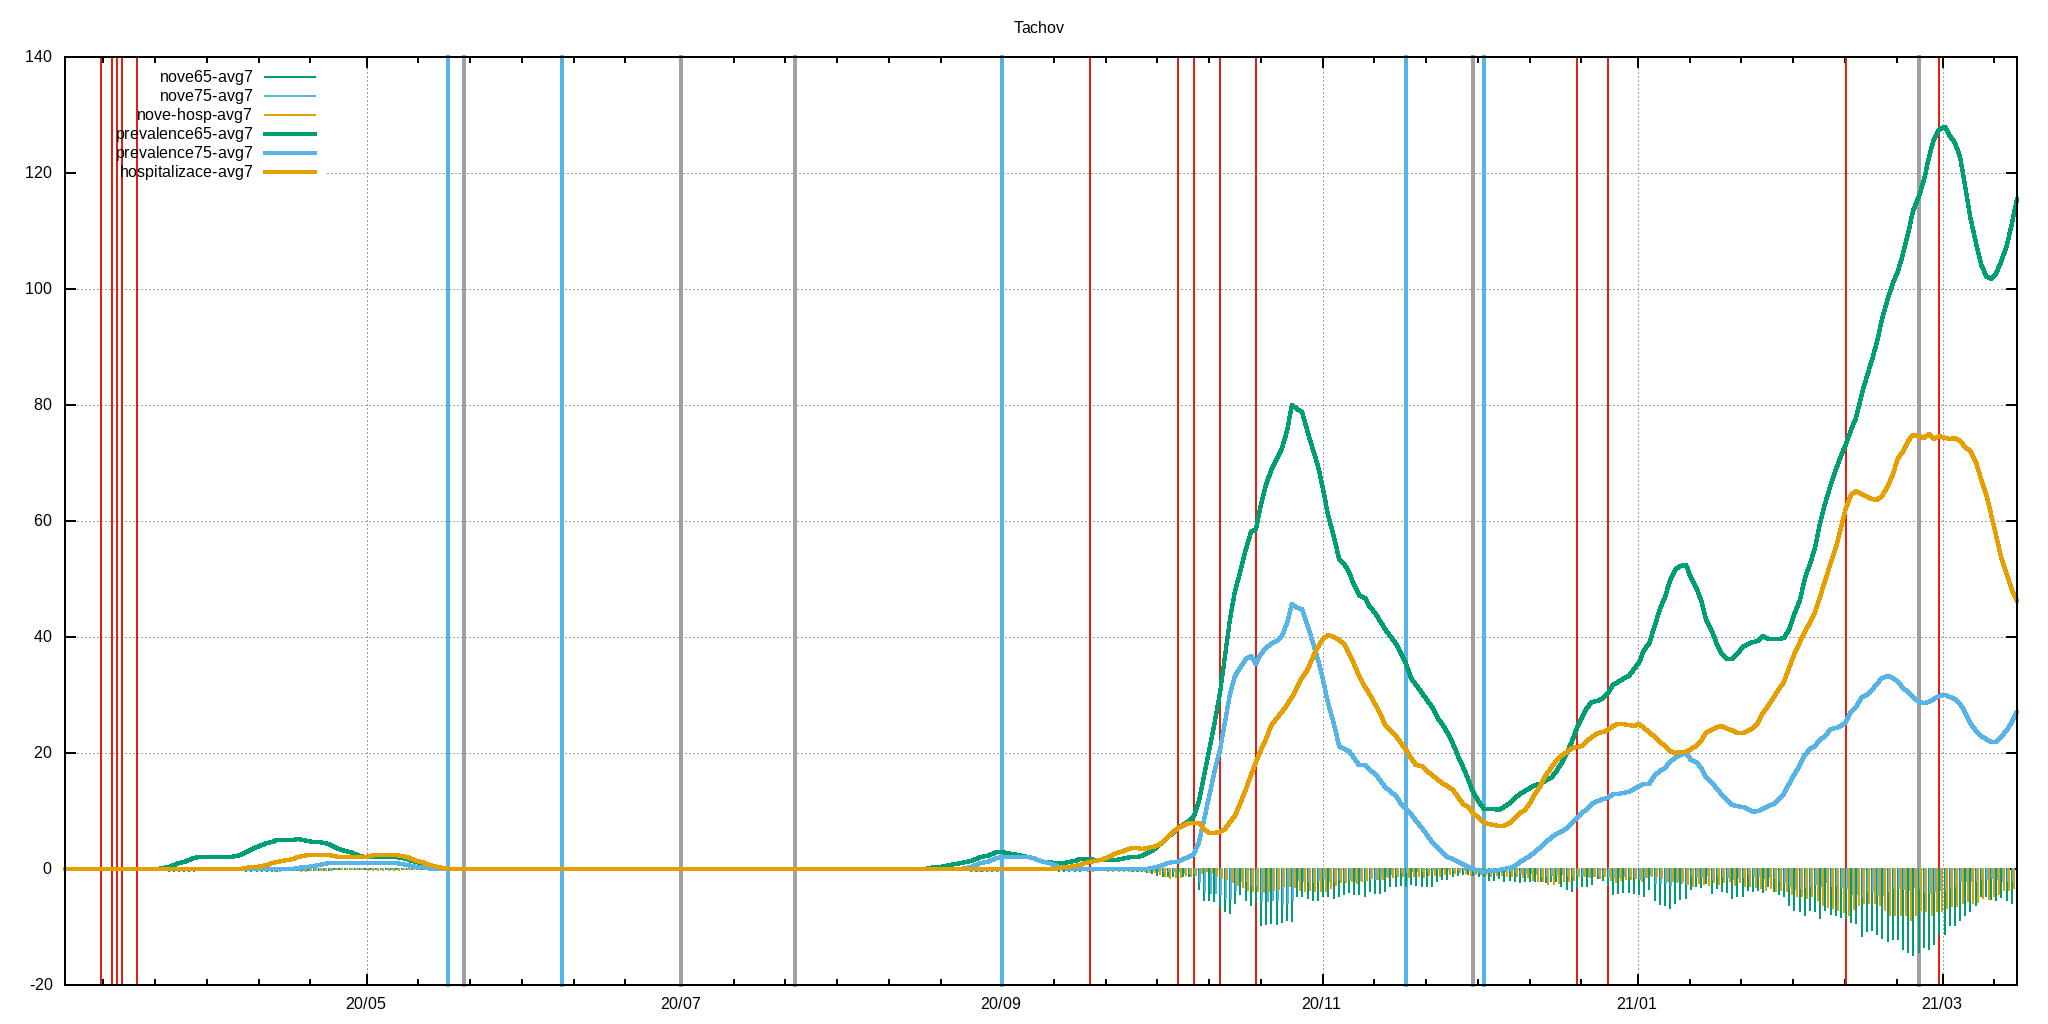 Tachov
140
120
100
80
60
40
20
0
-20
nove65-avg7
nove75-avg7
nove-hosp-avg7
prevalence65-avg7
prevalence75-avg7
hospitalizace-avg7
20/05 20/07 20/09 20/11 21/01 21/03